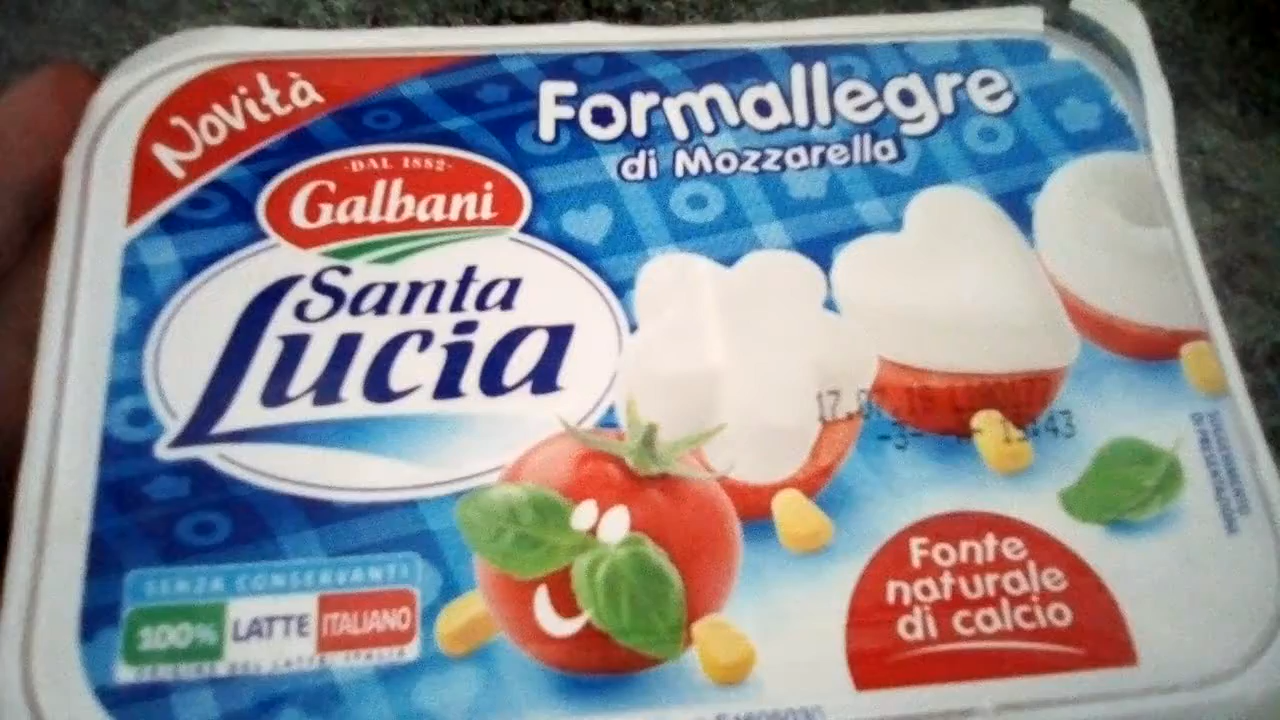 Novità
Formallegre
di Mozzarella
·DAL 1882·
Galbani
Santa
Lucia
SENZA CONSERVANTI
100% LATTE ITALIANO
Fonte
naturale
di calcio